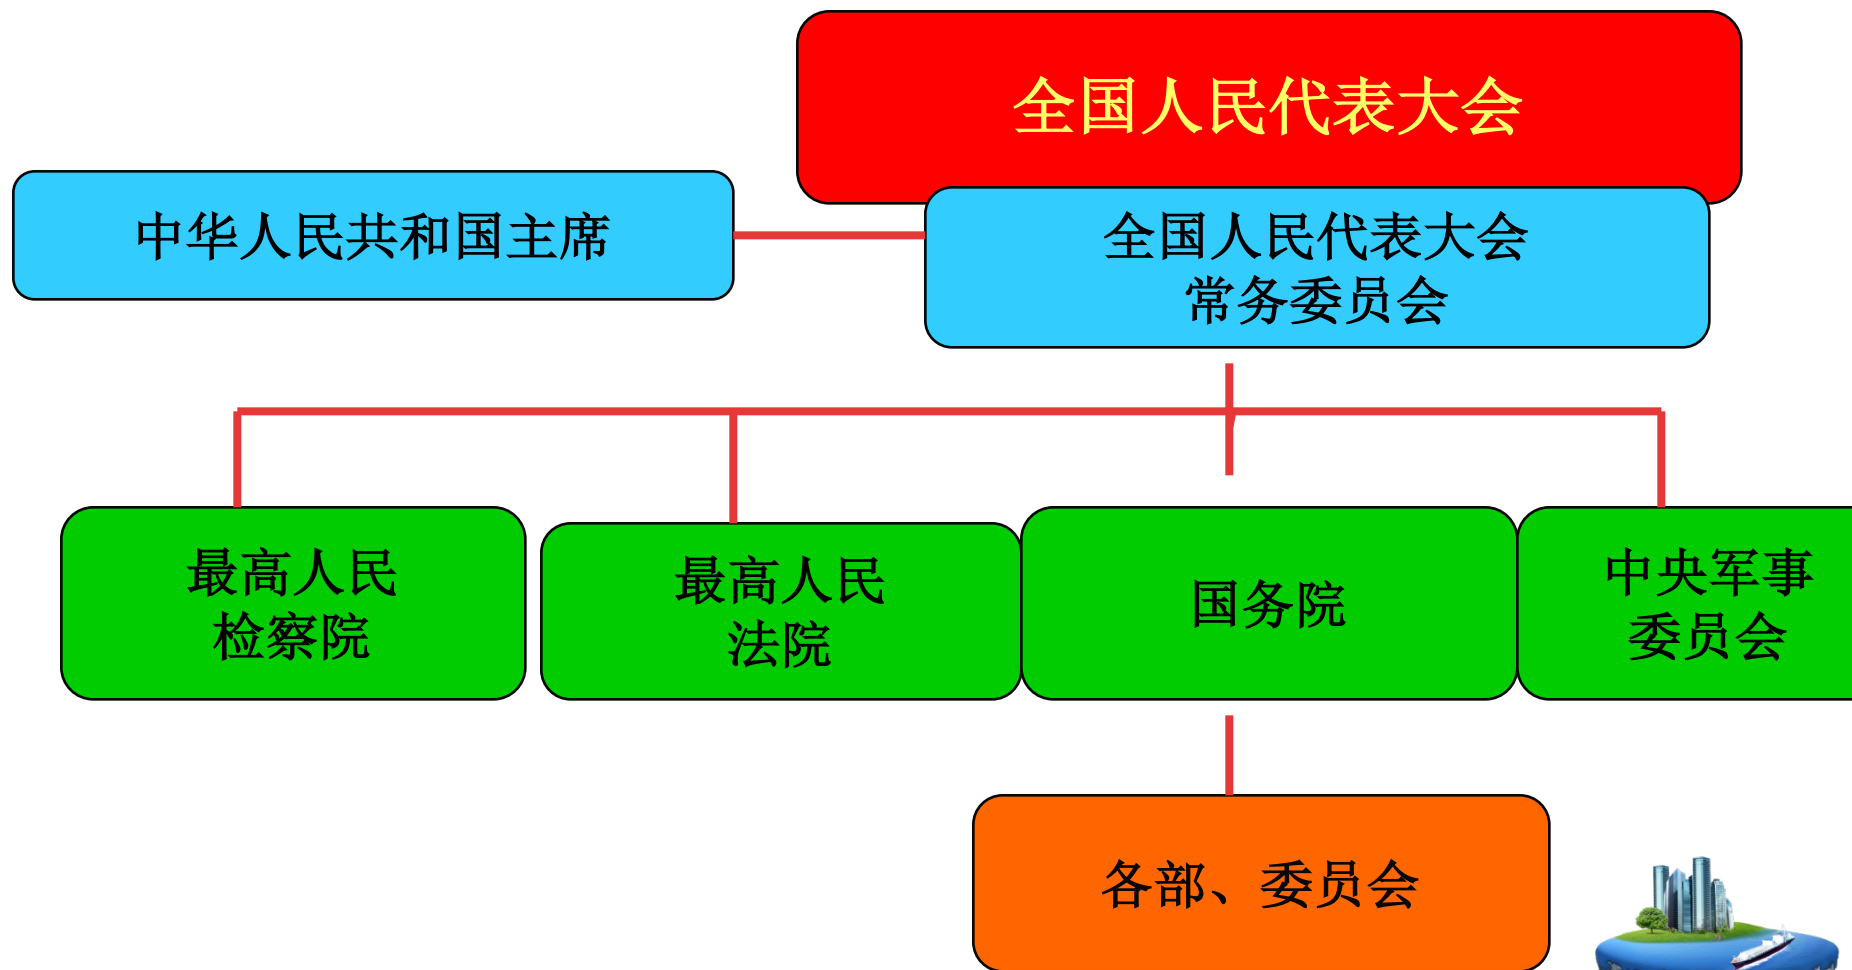 全国人民代表大会
中华人民共和国主席
全国人民代表大会
常务委员会
最高人民
检察院
最高人民
法院
国务院
中央军事
委员会
各部、委员会